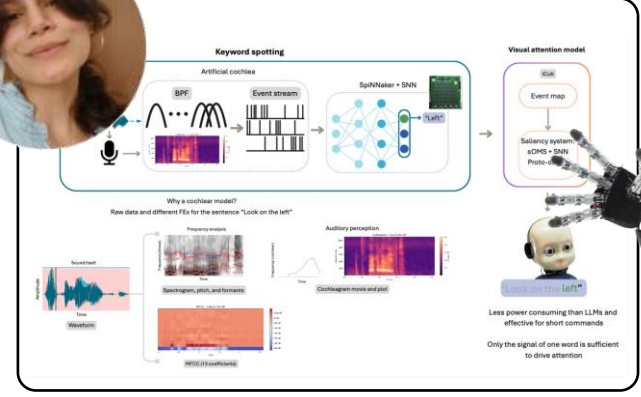 Keyword spotting
Artificial cochlea
BPF
Event stream
SpiNNaker + SNN
"Left"
Visual attention model
iCub
Event map
Saliency system:
sOMS + SNN
Why a cochlear model?
Raw data and different FEs for the sentence "Look on the left"
Sound itself
Amplitude
Time
Waveform
Frequency analysis
Time
Spectrogram, pitch, and formants
MFCC (13 coefficients)
Auditory perception
Time
Cochleagram movie and plot
"Look on the left"
Less power consuming than LLMs and
effective for short commands
Only the signal of one word is sufficient
to drive attention